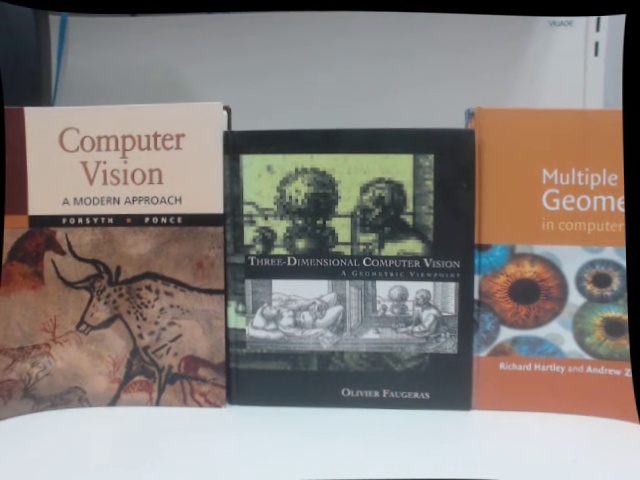 Computer
Vision
A MODERN APPROACH
FORSYTH ▪ PONCE
THREE-DIMENSIONAL COMPUTER VISION
A GEOMETRIC VIEWPOINT
OLIVIER FAUGERAS
Multiple
Geome
in computer
Richard Hartley and Andrew Z